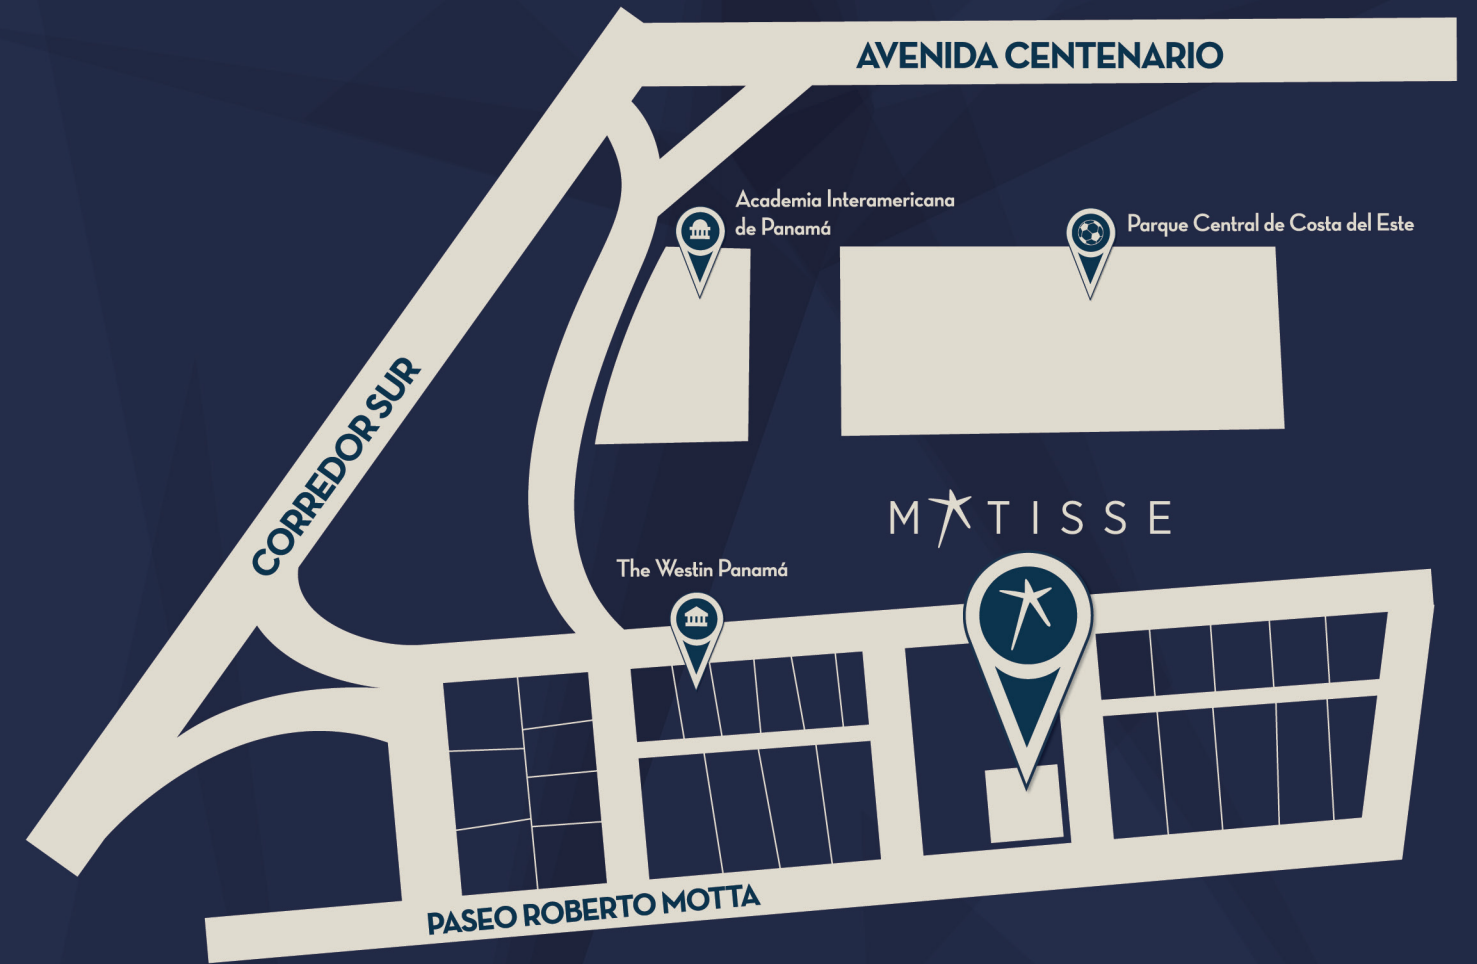 AVENIDA CENTENARIO
Academia Interamericana
de Panamá
Parque Central de Costa del Este
CORREDOR SUR
MATISSE
The Westin Panamá
PASEO ROBERTO MOTTA